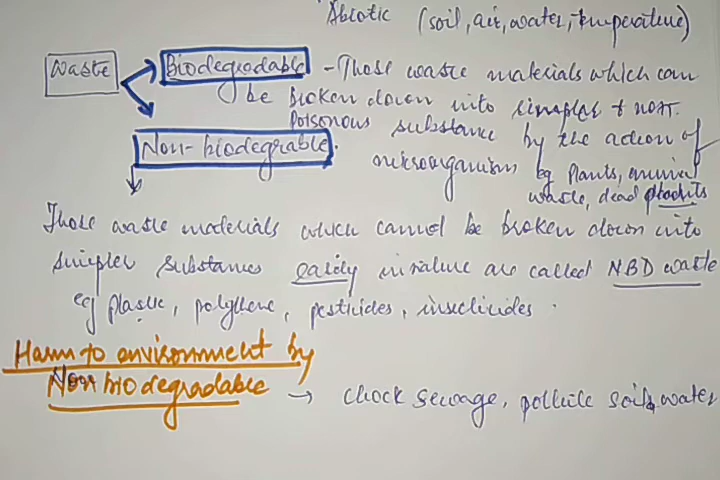 Abiotic (soil, air, water, temperature)
Waste
Biodegradable - Those waste materials which can
be broken down into simpler & non.
poisonous substance by the action of
Non-biodegrable.
microorganism eg Plants, animal
waste, dead products
Those waste materials which cannot be broken down into
simpler substances easily in nature are called NBD waste
eg plastic, polythene, pesticides, insecticides.
Harm to environment by
Non biodegradable → chock sewage, pollute soil & water